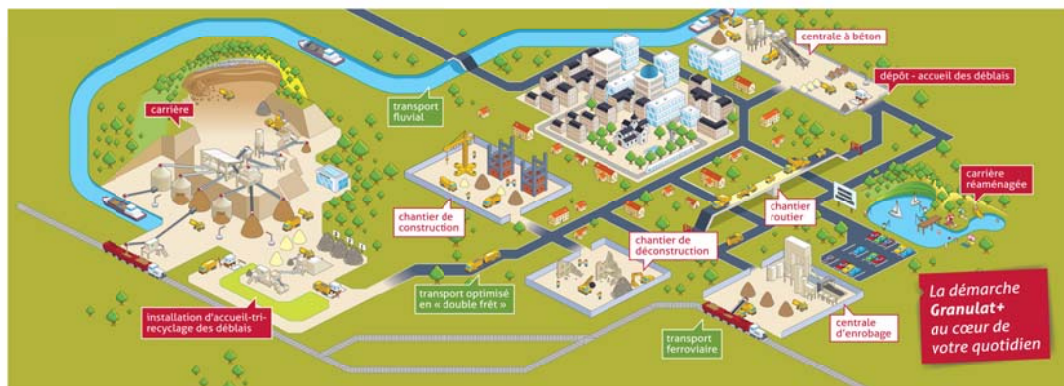 centrale à béton
dépôt - accueil des déblais
carrière
transport
fluvial
carrière
réaménagée
chantier
routier
chantier de
construction
chantier de
déconstruction
transport optimisé
en « double frêt »
installation d'accueil-tri-
recyclage des déblais
centrale
d'enrobage
transport
ferroviaire
La démarche
Granulat+
au cœur de
votre quotidien